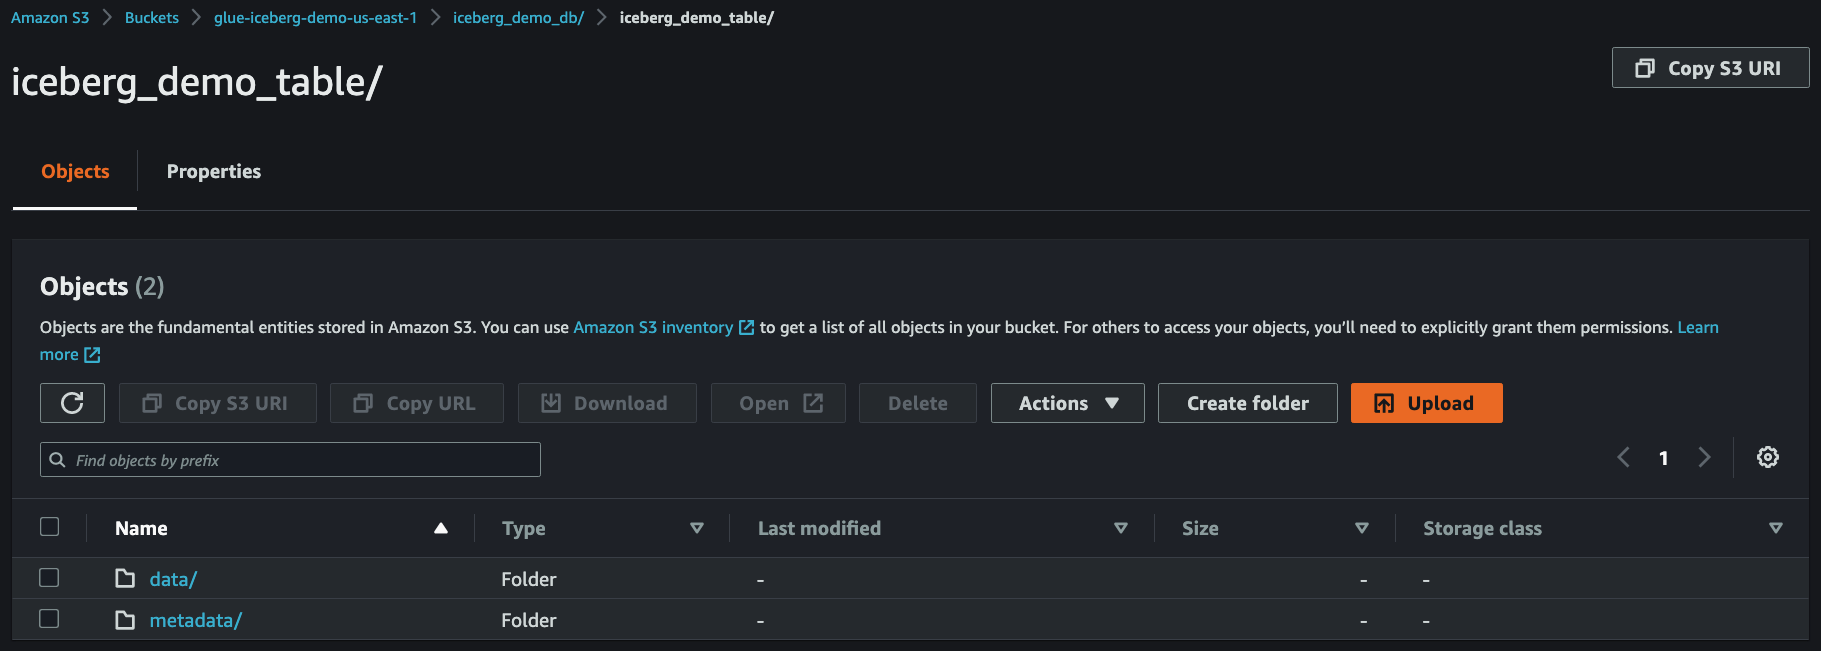 Amazon S3 > Buckets > glue-iceberg-demo-us-east-1 > iceberg_demo_db/ > iceberg_demo_table/
iceberg_demo_table/
Copy S3 URI
Objects Properties
Objects (2)
Objects are the fundamental entities stored in Amazon S3. You can use Amazon S3 inventory to get a list of all objects in your bucket. For others to access your objects, you’ll need to explicitly grant them permissions. Learn
more
Copy S3 URI Copy URL Download Open Delete Actions Create folder Upload
Find objects by prefix
1
Name Type Last modified Size Storage class
data/ Folder - - -
metadata/ Folder - - -